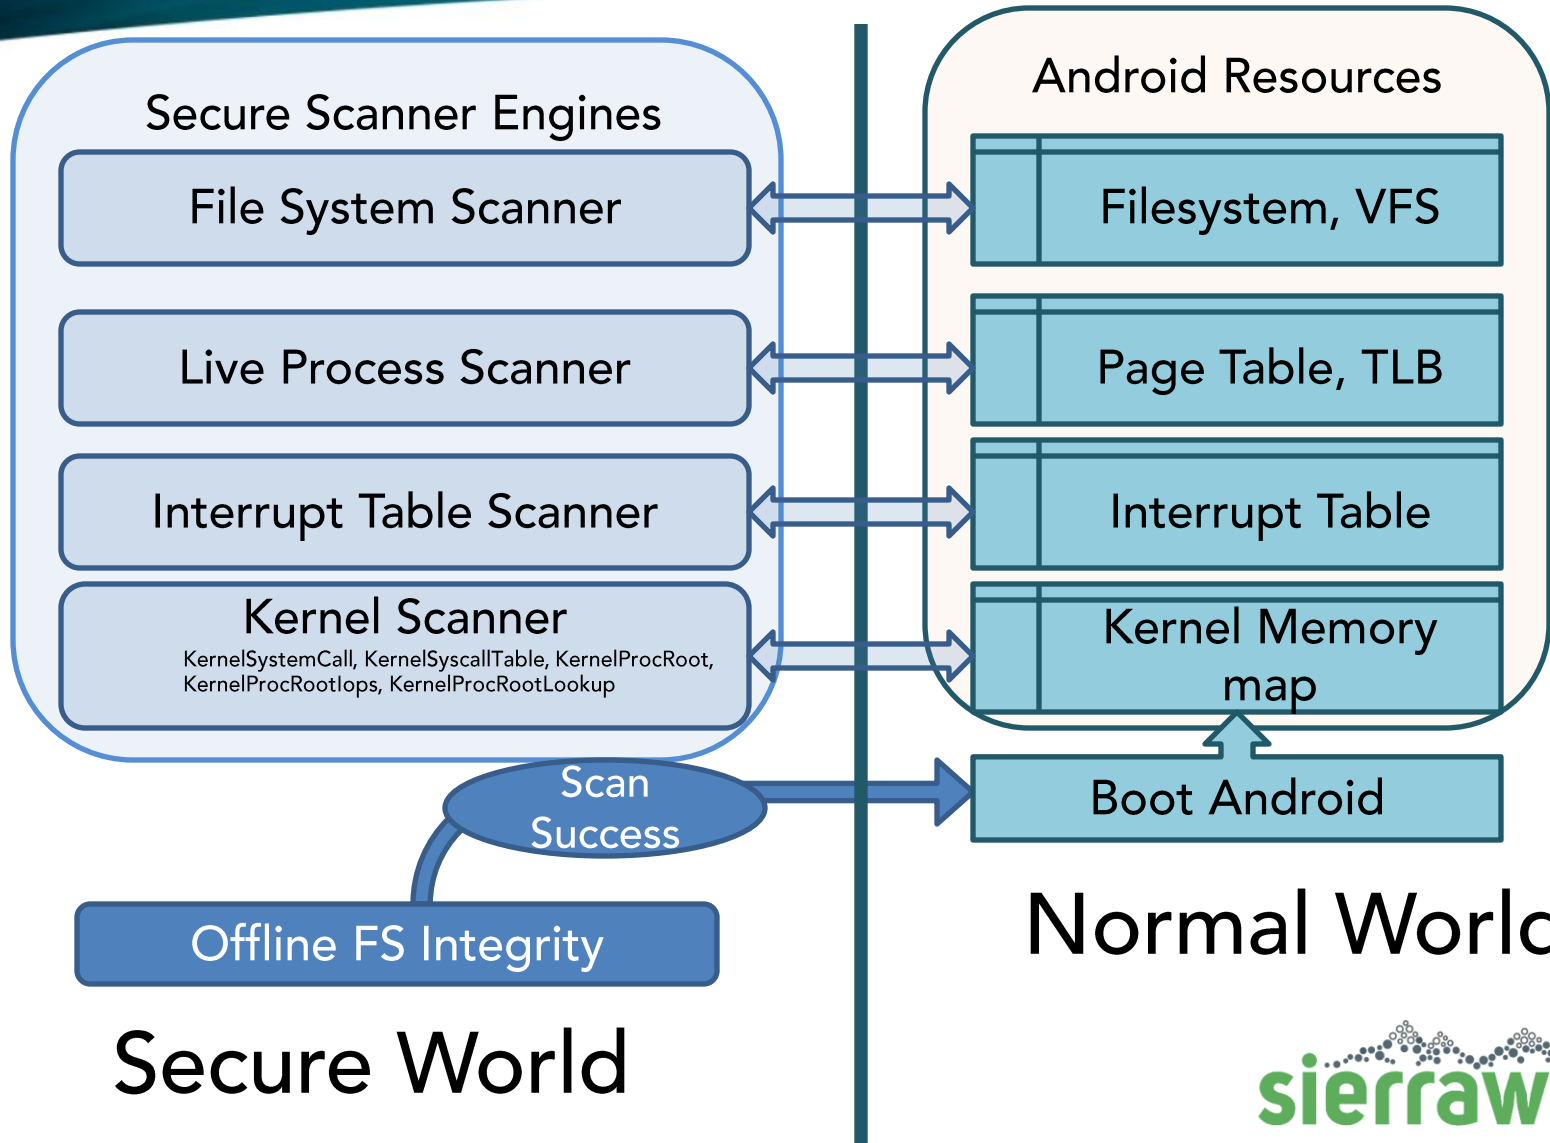 Secure Scanner Engines
File System Scanner
Live Process Scanner
Interrupt Table Scanner
Kernel Scanner
KernelSystemCall, KernelSyscallTable, KernelProcRoot,
KernelProcRootIops, KernelProcRootLookup
Scan
Success
Offline FS Integrity
Secure World
Android Resources
Filesystem, VFS
Page Table, TLB
Interrupt Table
Kernel Memory
map
Boot Android
Normal Worl
sierraw